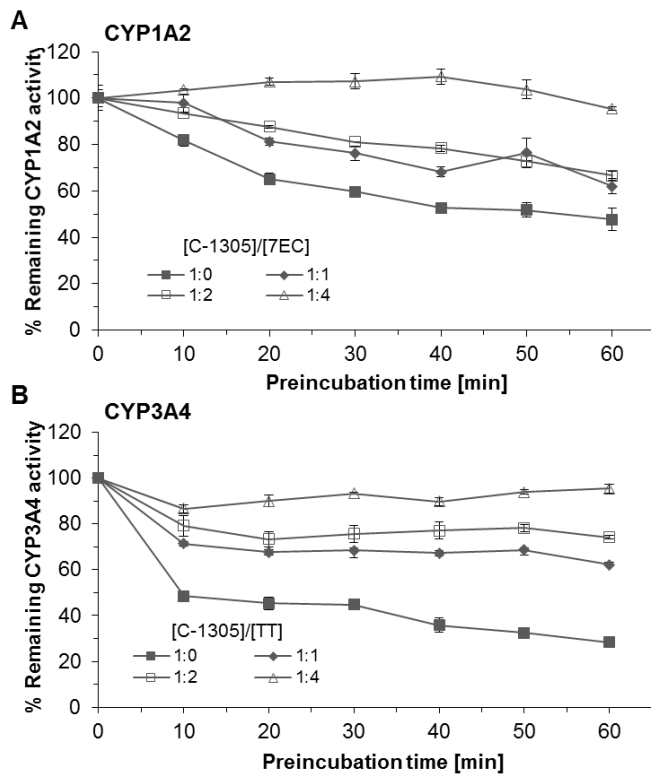 A
CYP1A2
% Remaining CYP1A2 activity
120
100
80
60
40
20
0
[C-1305]/[7EC]
1:0 1:1
1:2 1:4
0 10 20 30 40 50 60
Preincubation time [min]
B
CYP3A4
% Remaining CYP3A4 activity
120
100
80
60
40
20
0
[C-1305]/[TT]
1:0 1:1
1:2 1:4
0 10 20 30 40 50 60
Preincubation time [min]